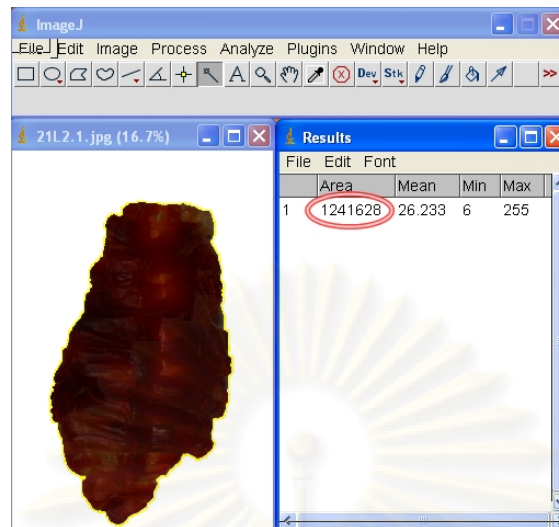 ImageJ
File Edit Image Process Analyze Plugins Window Help
A Dev Stk >>
21L2.1.jpg (16.7%)
Results
File Edit Font
Area Mean Min Max
1 1241628 26.233 6 255